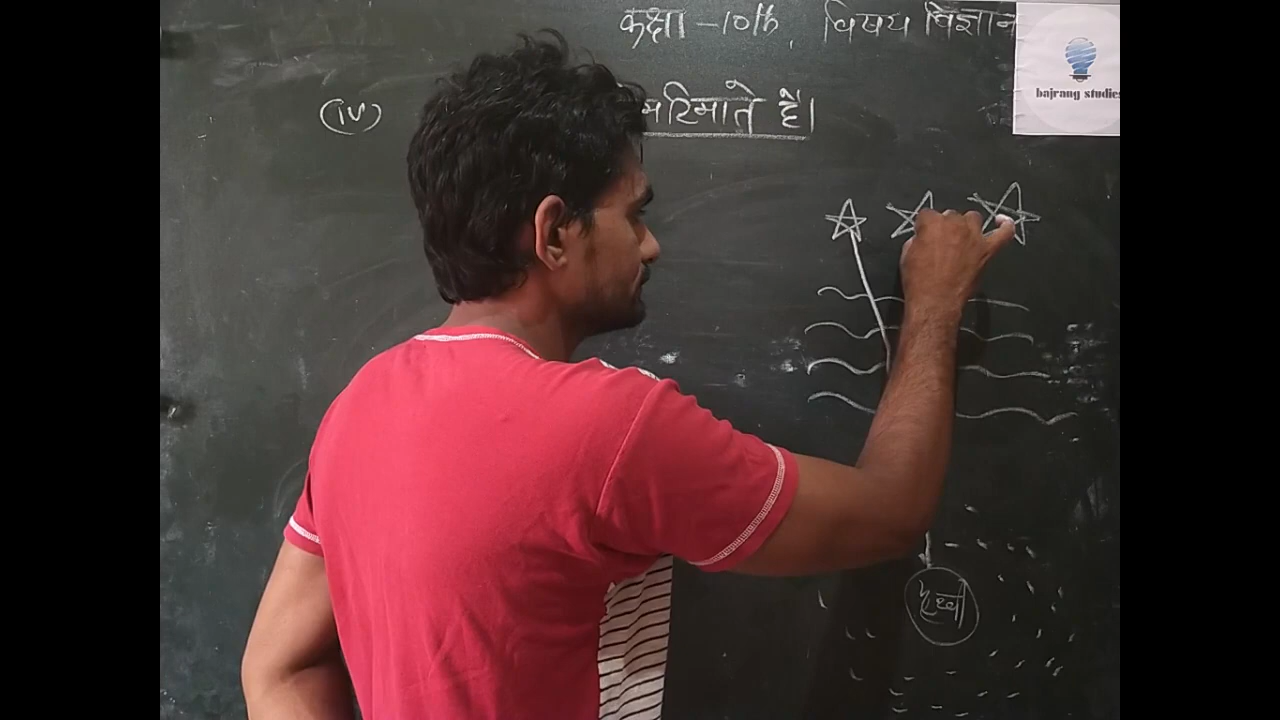 कक्षा -10th, विषय विज्ञान
bajrang studies
(iv)
मटिमाते है।
पृथ्वी